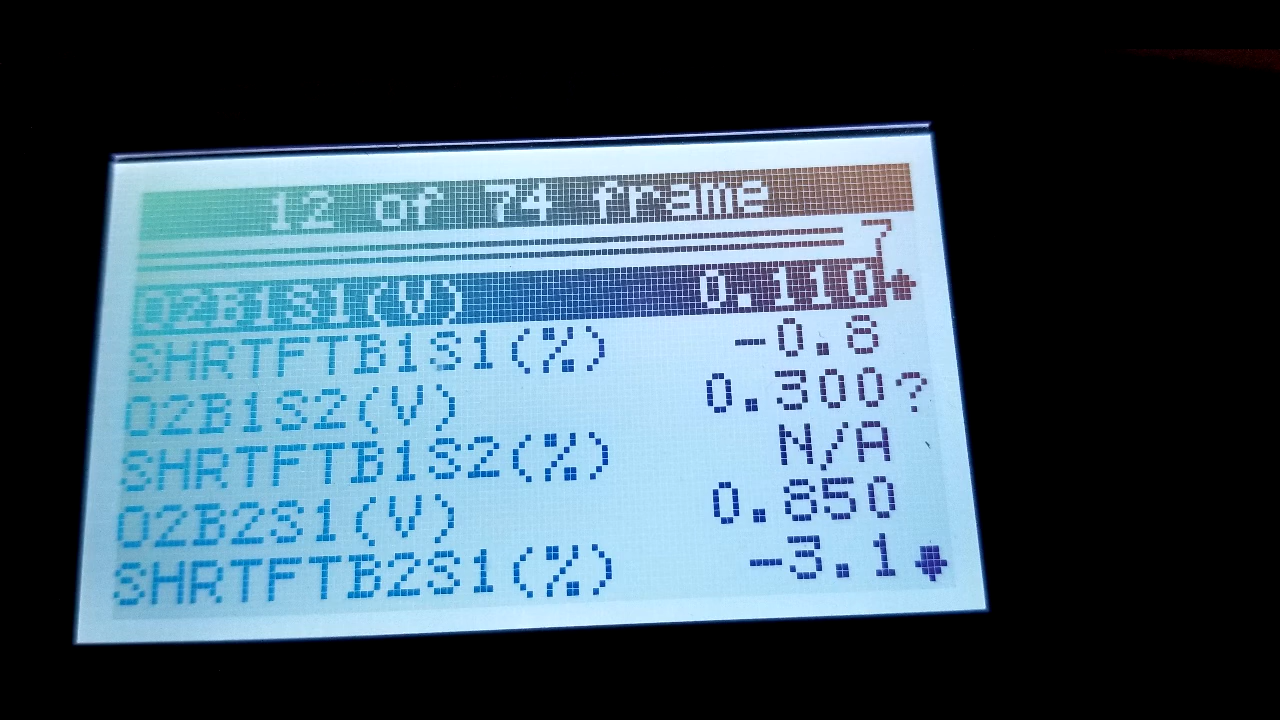 12 of 74 frame
7
O2B1S1(V) 0.110
SHRTFTB1S1(%) -0.8
O2B1S2(V) 0.300?
SHRTFTB1S2(%) N/A
O2B2S1(V) 0.850
SHRTFTB2S1(%) -3.1